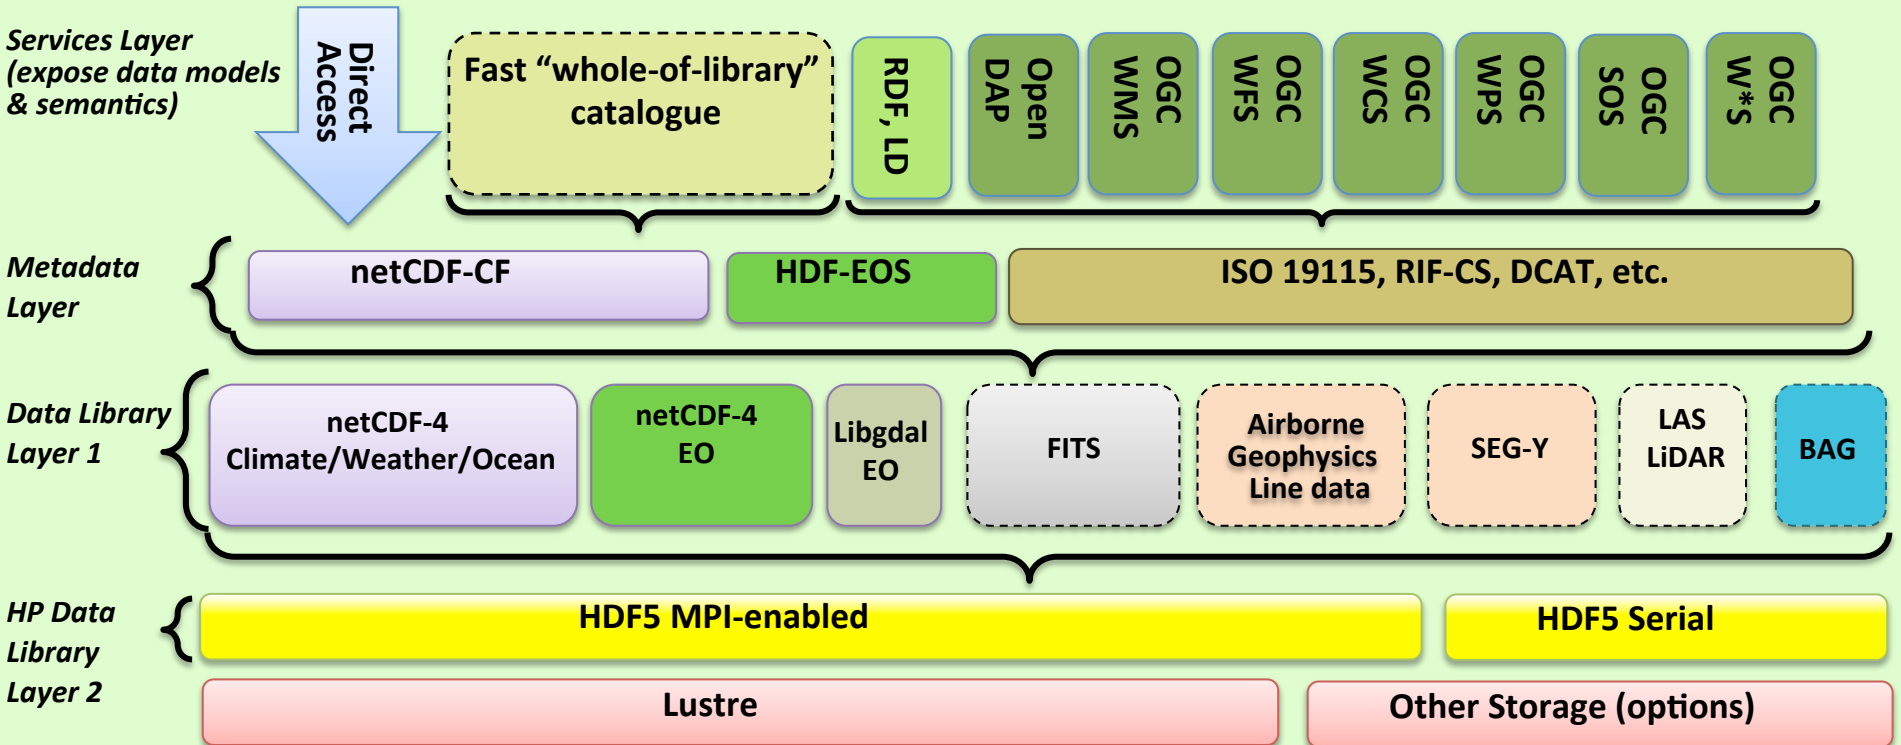 Services Layer
(expose data models
& semantics)
Direct
Access
Fast “whole-of-library”
catalogue
RDF, LD
Open
DAP
OGC
WMS
OGC
WFS
OGC
WCS
OGC
WPS
OGC
SOS
OGC
W*S
Metadata
Layer
netCDF-CF
HDF-EOS
ISO 19115, RIF-CS, DCAT, etc.
Data Library
Layer 1
netCDF-4
Climate/Weather/Ocean
netCDF-4
EO
Libgdal
EO
FITS
Airborne
Geophysics
Line data
SEG-Y
LAS
LiDAR
BAG
HP Data
Library
Layer 2
HDF5 MPI-enabled
HDF5 Serial
Lustre
Other Storage (options)